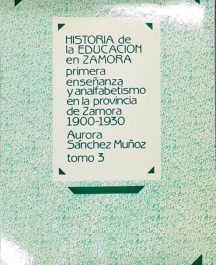 HISTORIA de
la EDUCACION
en ZAMORA
primera
enseñanza
y analfabetismo
en la provincia
de Zamora
1900-1930
Aurora
Sánchez Muñoz
tomo 3